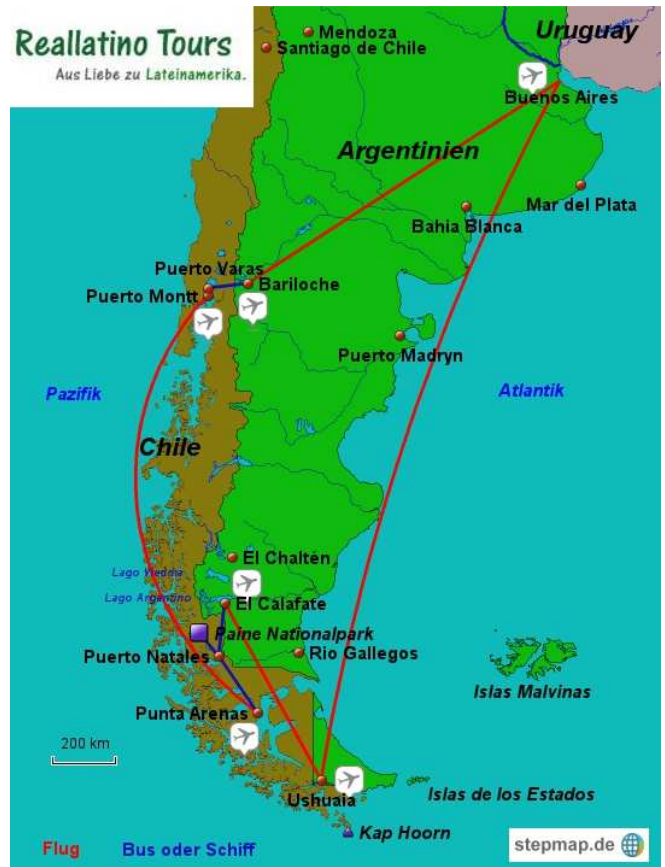 Reallatino Tours
Aus Liebe zu Lateinamerika.
Mendoza
Santiago de Chile
Uruguay
Buenos Aires
Argentinien
Mar del Plata
Bahia Blanca
Puerto Varas
Bariloche
Puerto Montt
Puerto Madryn
Pazifik
Atlantik
Chile
El Chaltén
Lago Viedma
Lago Argentino
El Calafate
Paine Nationalpark
Puerto Natales
Rio Gallegos
Islas Malvinas
Punta Arenas
200 km
Ushuaia
Islas de los Estados
Kap Hoorn
Flug
Bus oder Schiff
stepmap.de